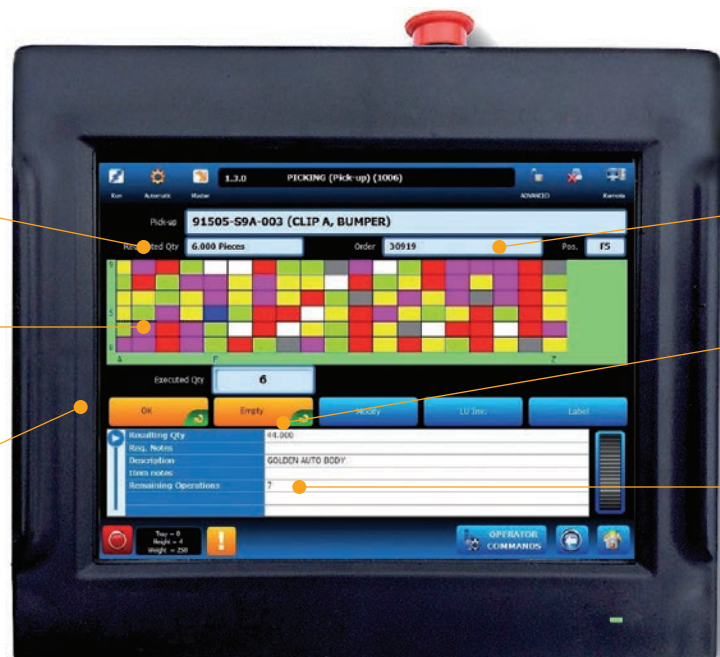 1.3.0 PICKING (Pick-up) (1006)
Run Automatic Master ADVANCED Remote
Pick-up 91505-S9A-003 (CLIP A, BUMPER)
Requested Qty 6.000 Pieces Order 30919 Pos. F5
5
A F Z
Executed Qty 6
OK Empty Modify LU Inc. Label
Resulting Qty 44.000
Req. Notes
Description GOLDEN AUTO BODY
Item notes
Remaining Operations 7
Tray = 0
Height = 4
Weight = 250
OPERATOR
COMMANDS